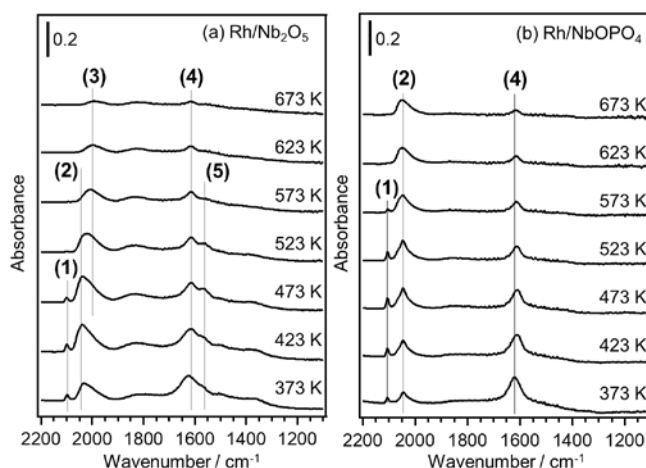 0.2
(a) Rh/Nb₂O₅
(3)
(4)
673 K
623 K
(2)
(5)
573 K
523 K
(1)
473 K
423 K
373 K
Absorbance
2200 2000 1800 1600 1400 1200
Wavenumber / cm⁻¹
0.2
(b) Rh/NbOPO₄
(2)
(4)
673 K
623 K
(1)
573 K
523 K
473 K
423 K
373 K
Absorbance
2200 2000 1800 1600 1400 1200
Wavenumber / cm⁻¹